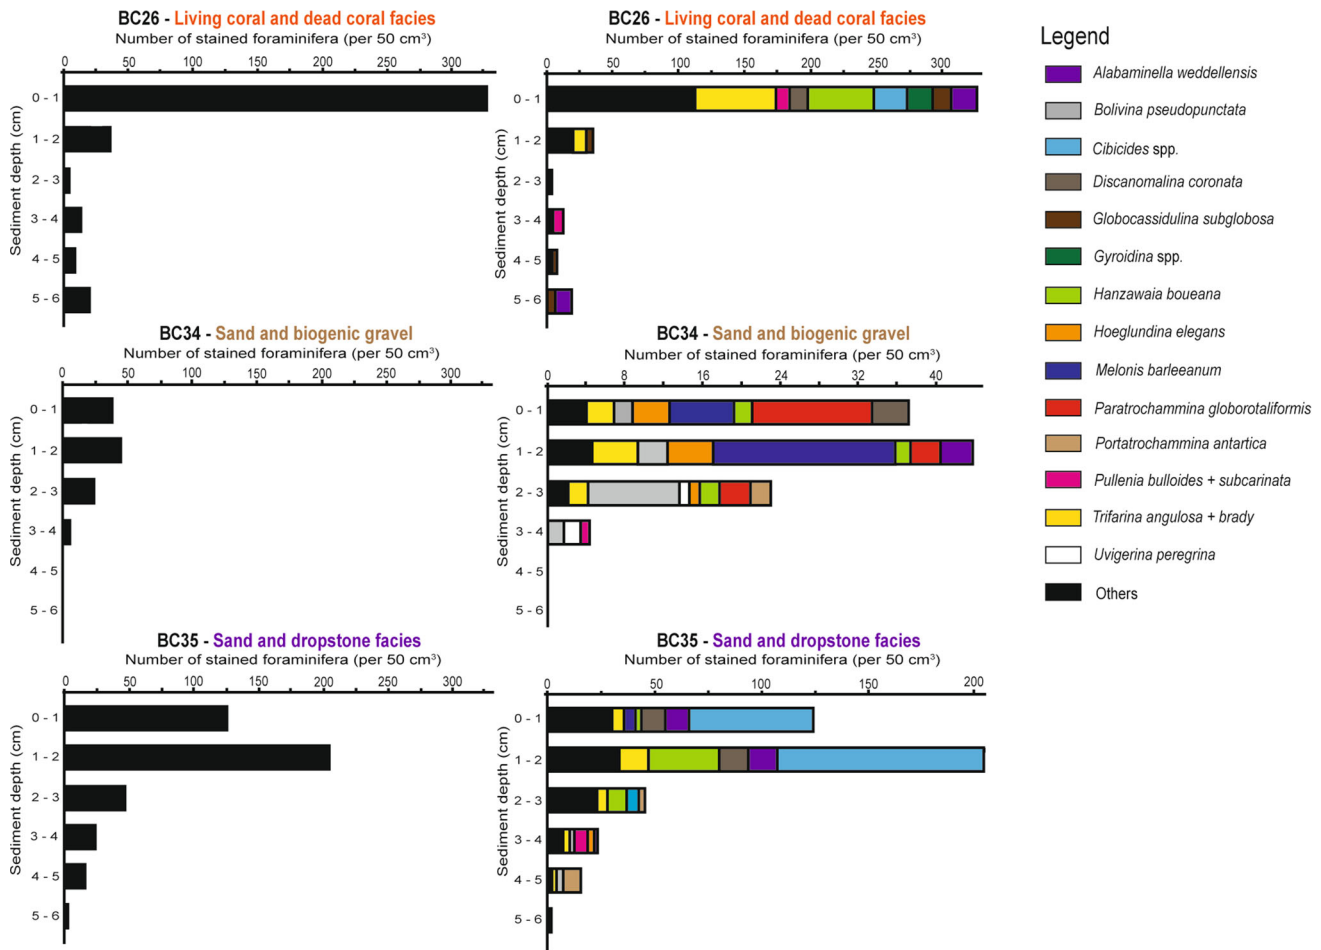 BC26 - Living coral and dead coral facies
Number of stained foraminifera (per 50 cm³)
0 50 100 150 200 250 300
Sediment depth (cm)
0 - 1
1 - 2
2 - 3
3 - 4
4 - 5
5 - 6
BC26 - Living coral and dead coral facies
Number of stained foraminifera (per 50 cm³)
0 50 100 150 200 250 300
Sediment depth (cm)
0 - 1
1 - 2
2 - 3
3 - 4
4 - 5
5 - 6
BC34 - Sand and biogenic gravel
Number of stained foraminifera (per 50 cm³)
0 50 100 150 200 250 300
Sediment depth (cm)
0 - 1
1 - 2
2 - 3
3 - 4
4 - 5
5 - 6
BC34 - Sand and biogenic gravel
Number of stained foraminifera (per 50 cm³)
0 8 16 24 32 40
Sediment depth (cm)
0 - 1
1 - 2
2 - 3
3 - 4
4 - 5
5 - 6
BC35 - Sand and dropstone facies
Number of stained foraminifera (per 50 cm³)
0 50 100 150 200 250 300
Sediment depth (cm)
0 - 1
1 - 2
2 - 3
3 - 4
4 - 5
5 - 6
BC35 - Sand and dropstone facies
Number of stained foraminifera (per 50 cm³)
0 50 100 150 200
Sediment depth (cm)
0 - 1
1 - 2
2 - 3
3 - 4
4 - 5
5 - 6
Legend
Alabaminella weddellensis
Bolivina pseudopunctata
Cibicides spp.
Discanomalina coronata
Globocassidulina subglobosa
Gyroidina spp.
Hanzawaia boueana
Hoeglundina elegans
Melonis barleeanum
Paratrochammina globorotaliformis
Portatrochammina antartica
Pullenia bulloides + subcarinata
Trifarina angulosa + brady
Uvigerina peregrina
Others